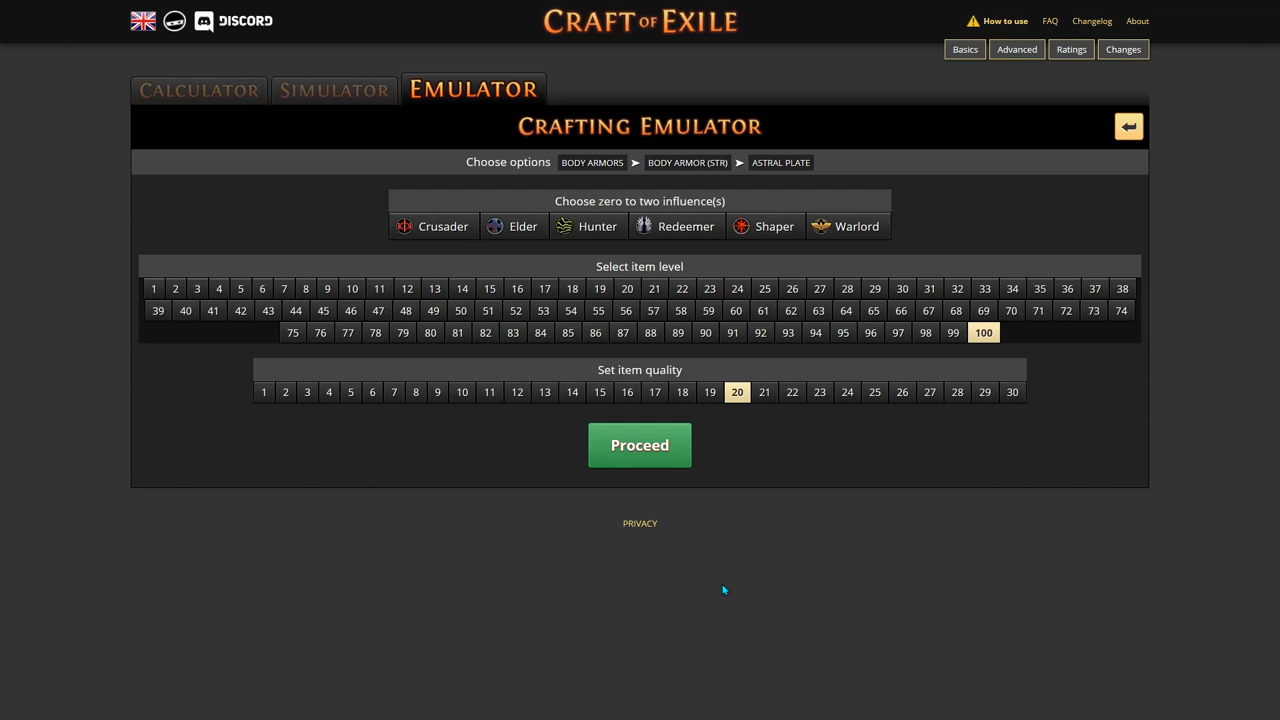 DISCORD
CRAFT OF EXILE
How to use FAQ Changelog About
Basics Advanced Ratings Changes
CALCULATOR SIMULATOR EMULATOR
CRAFTING EMULATOR
Choose options BODY ARMORS BODY ARMOR (STR) ASTRAL PLATE
Choose zero to two influence(s)
Crusader Elder Hunter Redeemer Shaper Warlord
Select item level
1 2 3 4 5 6 7 8 9 10 11 12 13 14 15 16 17 18 19 20 21 22 23 24 25 26 27 28 29 30 31 32 33 34 35 36 37 38
39 40 41 42 43 44 45 46 47 48 49 50 51 52 53 54 55 56 57 58 59 60 61 62 63 64 65 66 67 68 69 70 71 72 73 74
75 76 77 78 79 80 81 82 83 84 85 86 87 88 89 90 91 92 93 94 95 96 97 98 99 100
Set item quality
1 2 3 4 5 6 7 8 9 10 11 12 13 14 15 16 17 18 19 20 21 22 23 24 25 26 27 28 29 30
Proceed
PRIVACY